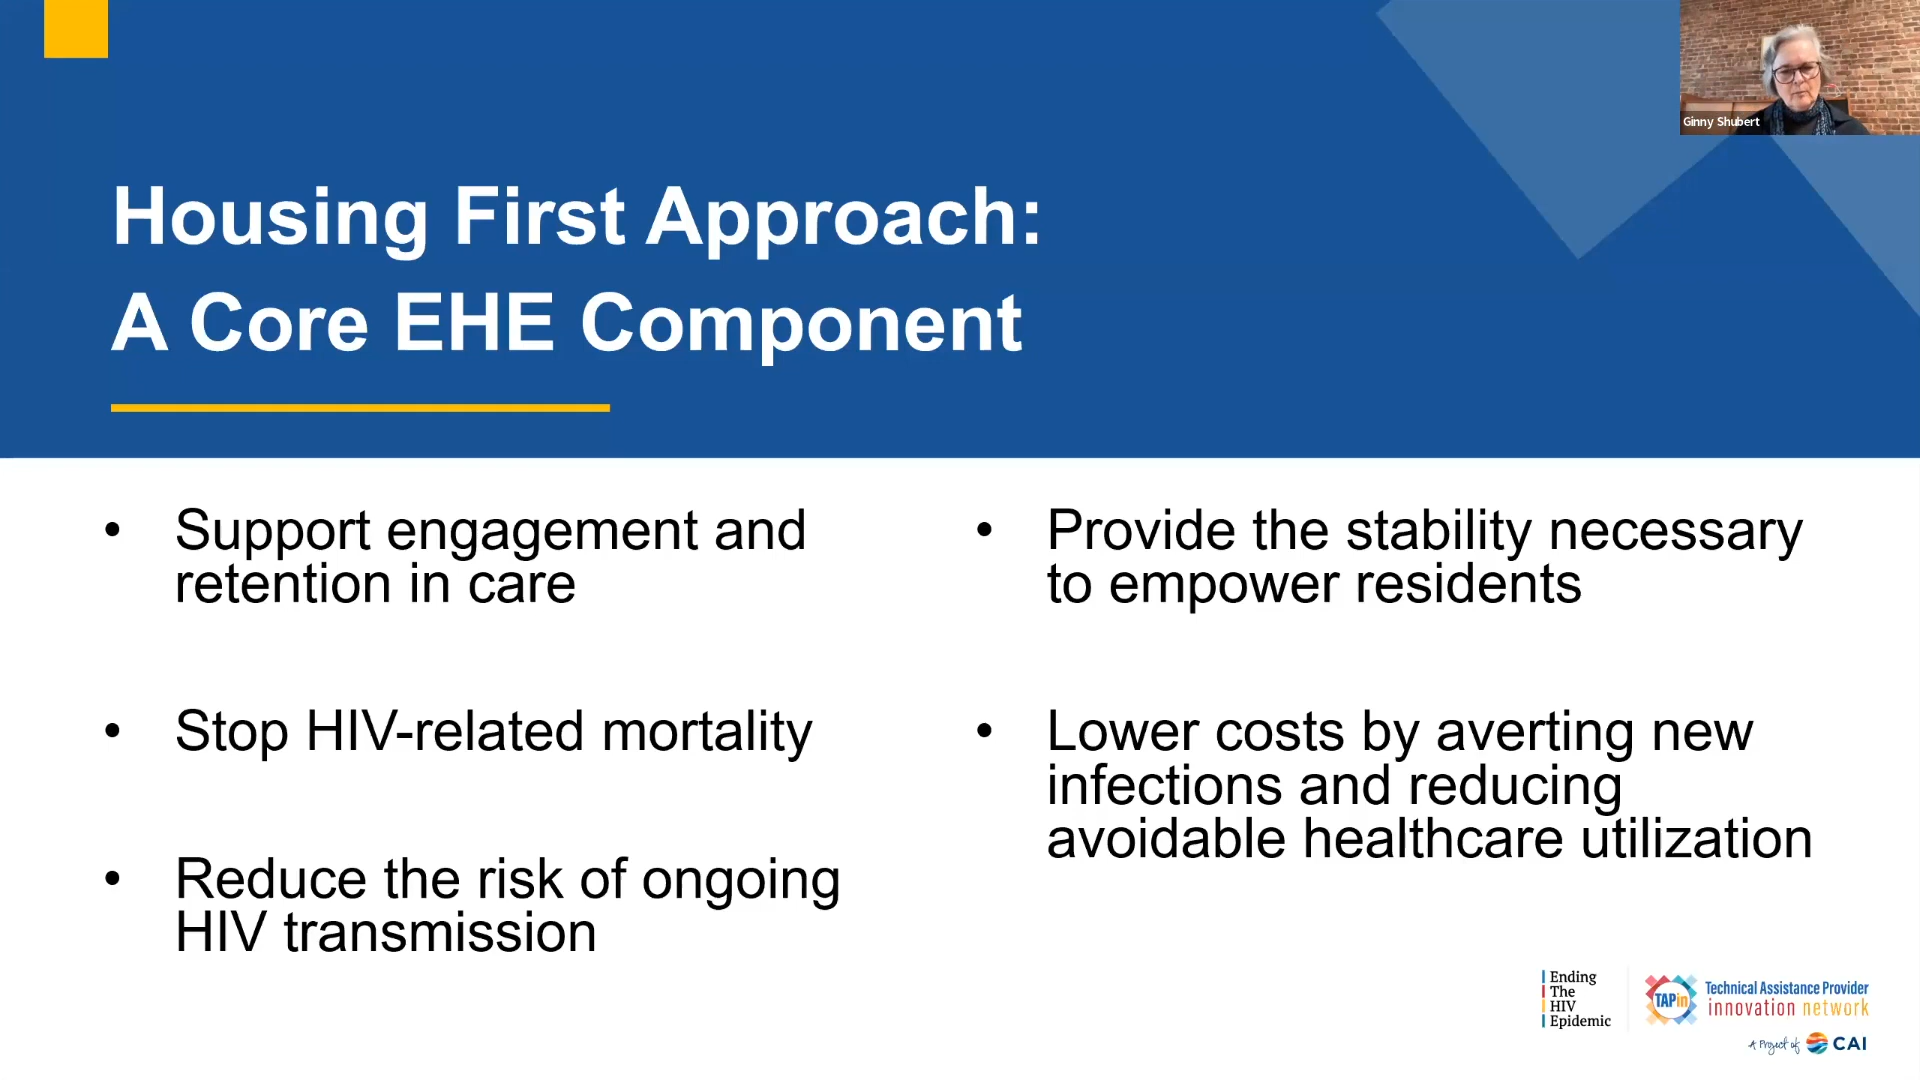 Ginny Shubert
Housing First Approach:
A Core EHE Component
• Support engagement and
retention in care
• Stop HIV-related mortality
• Reduce the risk of ongoing
HIV transmission
• Provide the stability necessary
to empower residents
• Lower costs by averting new
infections and reducing
avoidable healthcare utilization
Ending
The
HIV
Epidemic
TAPin
Technical Assistance Provider
innovation network
A Project of CAI